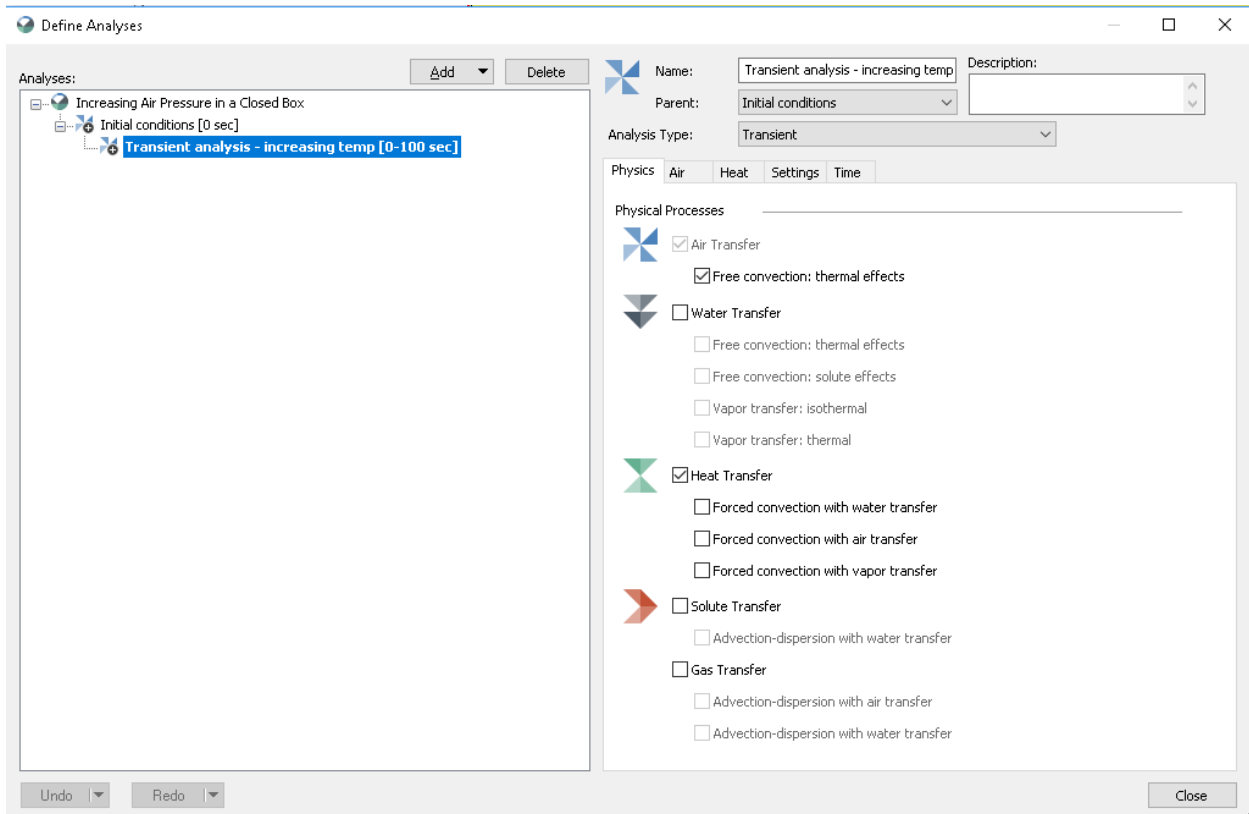 Define Analyses
Analyses:
Add
Delete
Increasing Air Pressure in a Closed Box
Initial conditions [0 sec]
Transient analysis - increasing temp [0-100 sec]
Name:
Transient analysis - increasing temp
Description:
Parent:
Initial conditions
Analysis Type:
Transient
Physics
Air
Heat
Settings
Time
Physical Processes
Air Transfer
Free convection: thermal effects
Water Transfer
Free convection: thermal effects
Free convection: solute effects
Vapor transfer: isothermal
Vapor transfer: thermal
Heat Transfer
Forced convection with water transfer
Forced convection with air transfer
Forced convection with vapor transfer
Solute Transfer
Advection-dispersion with water transfer
Gas Transfer
Advection-dispersion with air transfer
Advection-dispersion with water transfer
Undo
Redo
Close